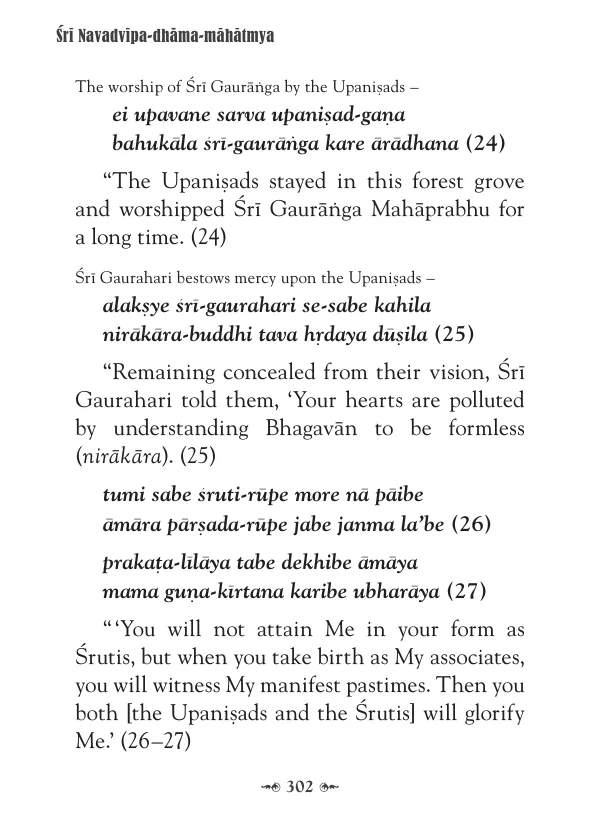 Śrī Navadvīpa-dhāma-māhātmya
The worship of Śrī Gaurāṅga by the Upaniṣads –
ei upavane sarva upaniṣad-gaṇa
bahukāla śrī-gaurāṅga kare ārādhana (24)
“The Upaniṣads stayed in this forest grove
and worshipped Śrī Gaurāṅga Mahāprabhu for
a long time. (24)
Śrī Gaurahari bestows mercy upon the Upaniṣads –
alakṣye śrī-gaurahari se-sabe kahila
nirākāra-buddhi tava hṛdaya dūṣila (25)
“Remaining concealed from their vision, Śrī
Gaurahari told them, ‘Your hearts are polluted
by understanding Bhagavān to be formless
(nirākāra). (25)
tumi sabe śruti-rūpe more nā pāibe
āmāra pārṣada-rūpe jabe janma la’be (26)
prakaṭa-līlāya tabe dekhibe āmāya
mama guṇa-kīrtana karibe ubharāya (27)
“ ‘You will not attain Me in your form as
Śrutis, but when you take birth as My associates,
you will witness My manifest pastimes. Then you
both [the Upaniṣads and the Śrutis] will glorify
Me.’ (26–27)
302